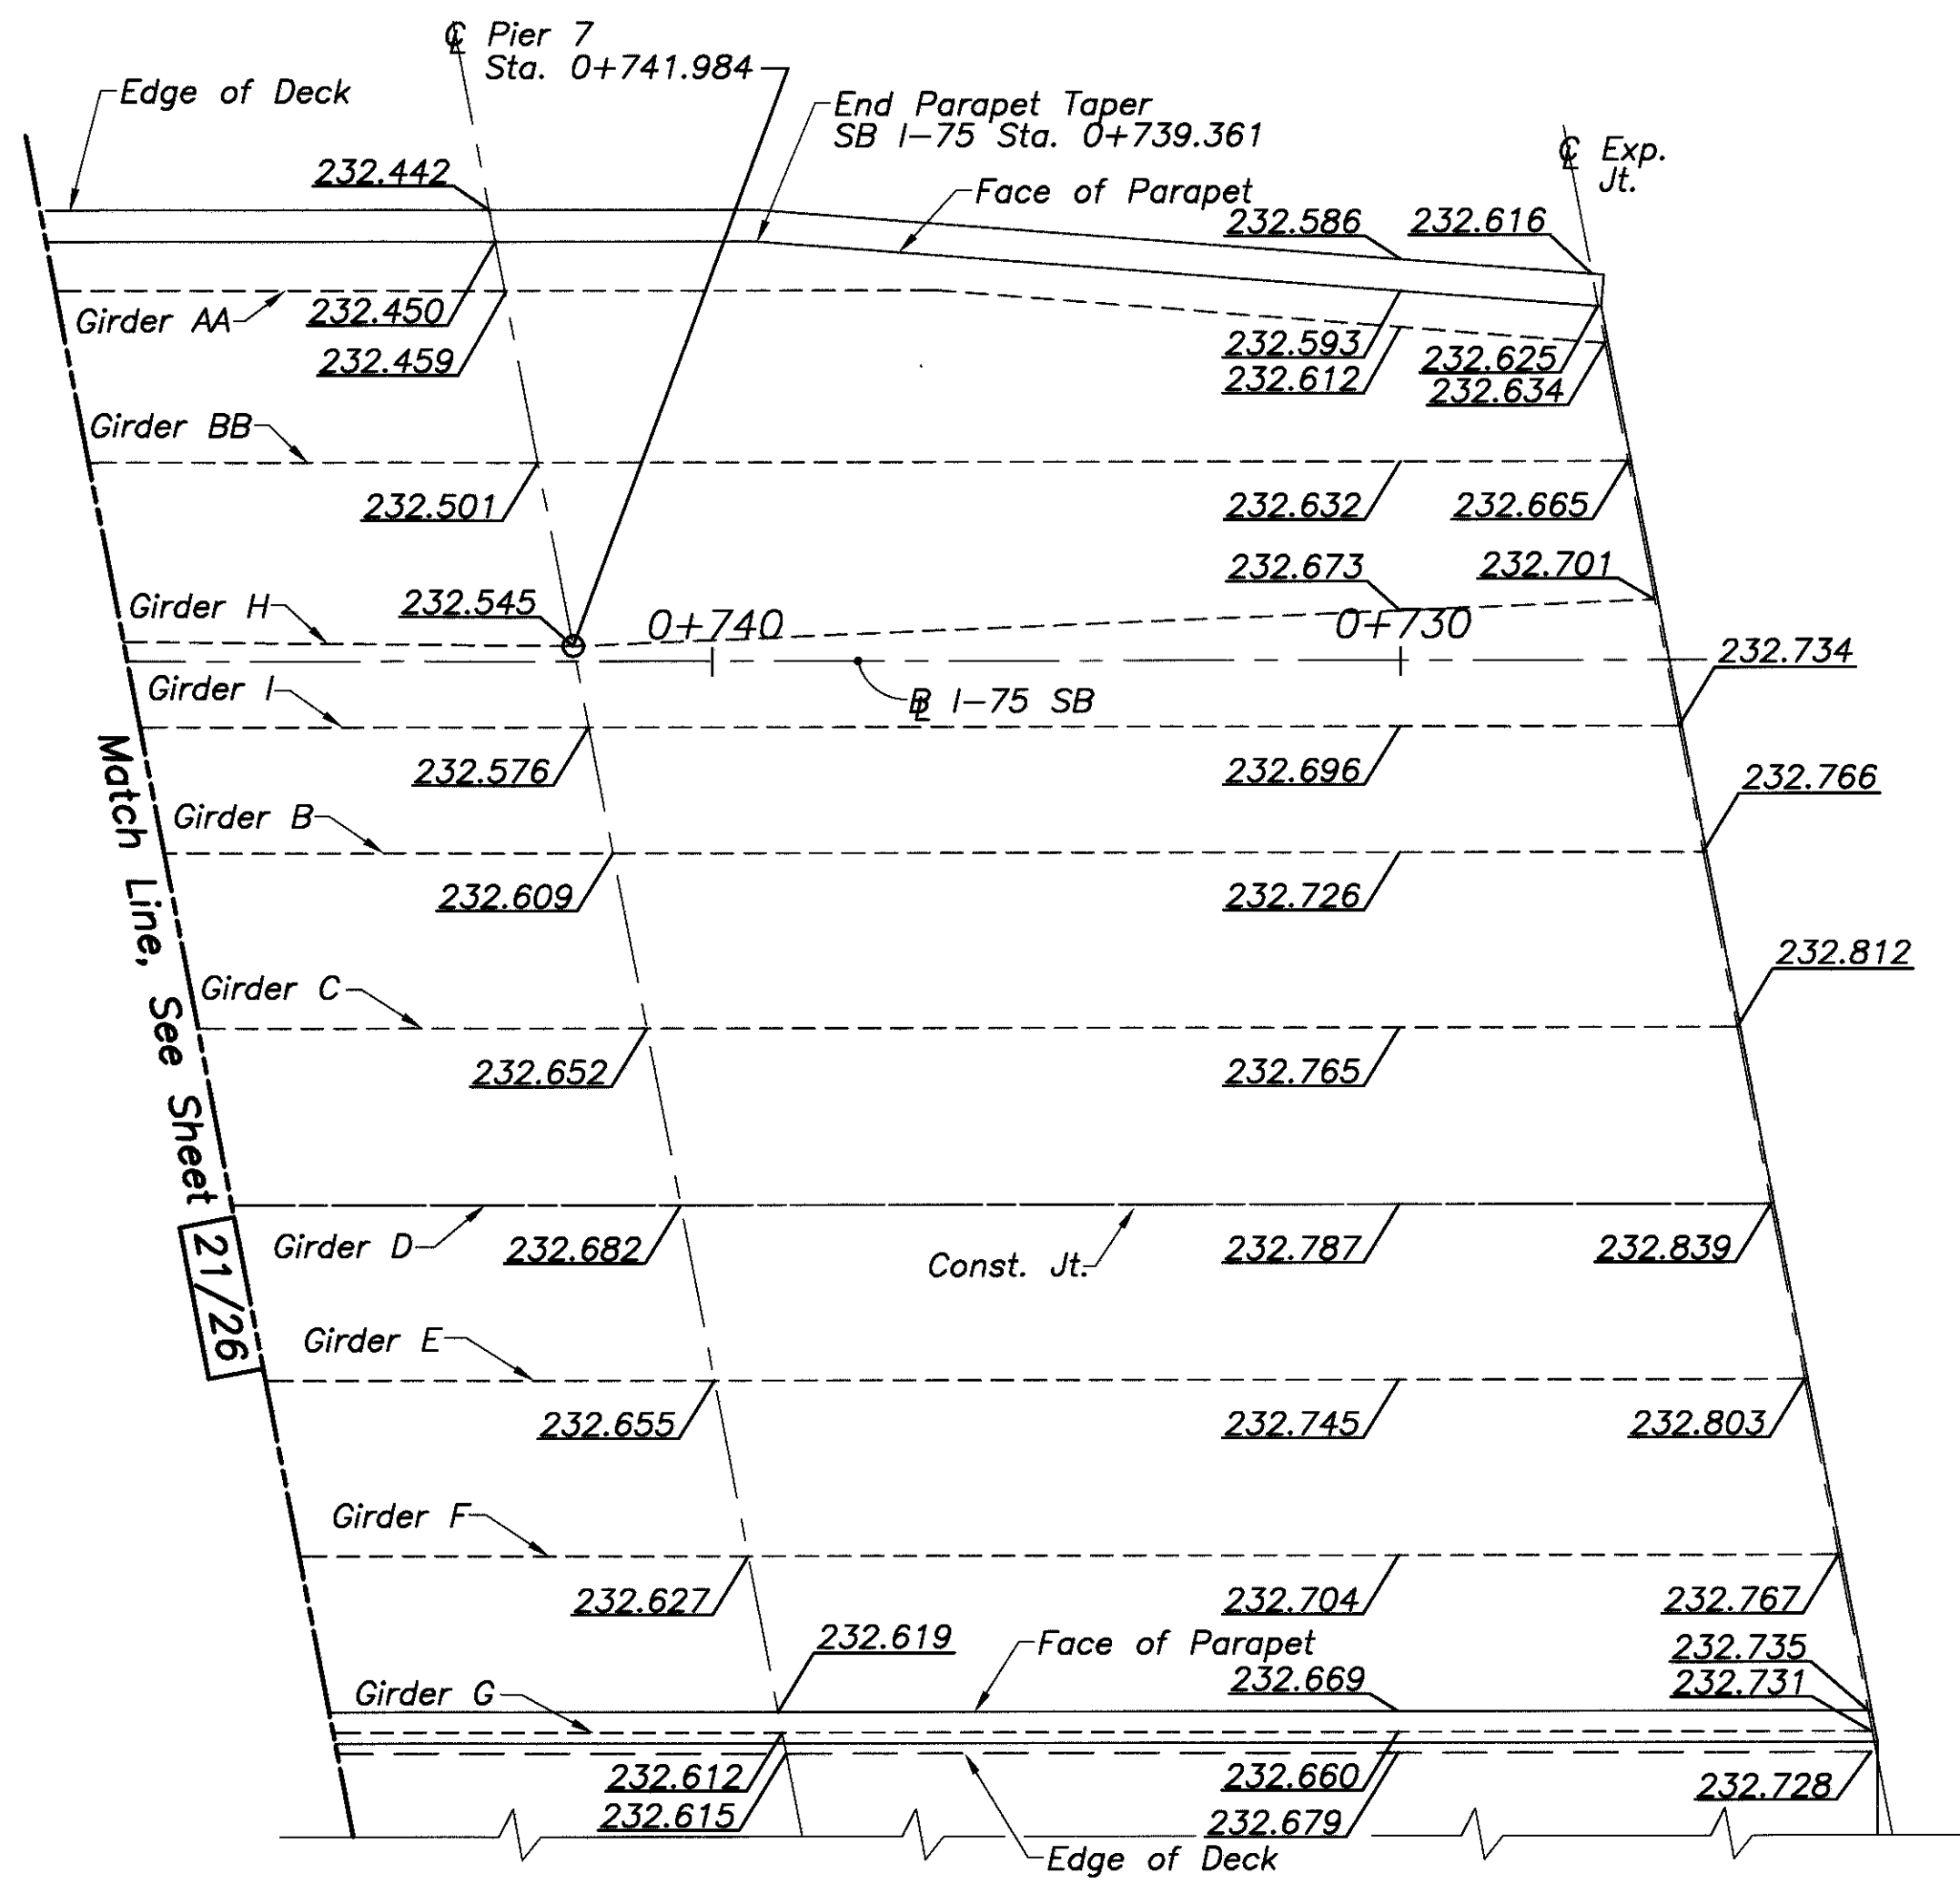 ℄ Pier 7
Sta. 0+741.984
Edge of Deck
End Parapet Taper
SB I-75 Sta. 0+739.361
℄ Exp.
Jt.
232.442
Face of Parapet
232.586
232.616
Girder AA
232.450
232.459
232.593
232.612
232.625
232.634
Girder BB
232.501
232.632
232.665
232.673
232.701
Girder H
232.545
0+740
0+730
232.734
Girder I
BL I-75 SB
232.576
232.696
232.766
Girder B
232.609
232.726
Match Line, See Sheet 21/26
232.812
Girder C
232.652
232.765
Girder D
232.682
Const. Jt.
232.787
232.839
Girder E
232.655
232.745
232.803
Girder F
232.627
232.704
232.767
232.619
Face of Parapet
232.669
232.735
232.731
Girder G
232.612
232.660
232.728
232.615
232.679
Edge of Deck